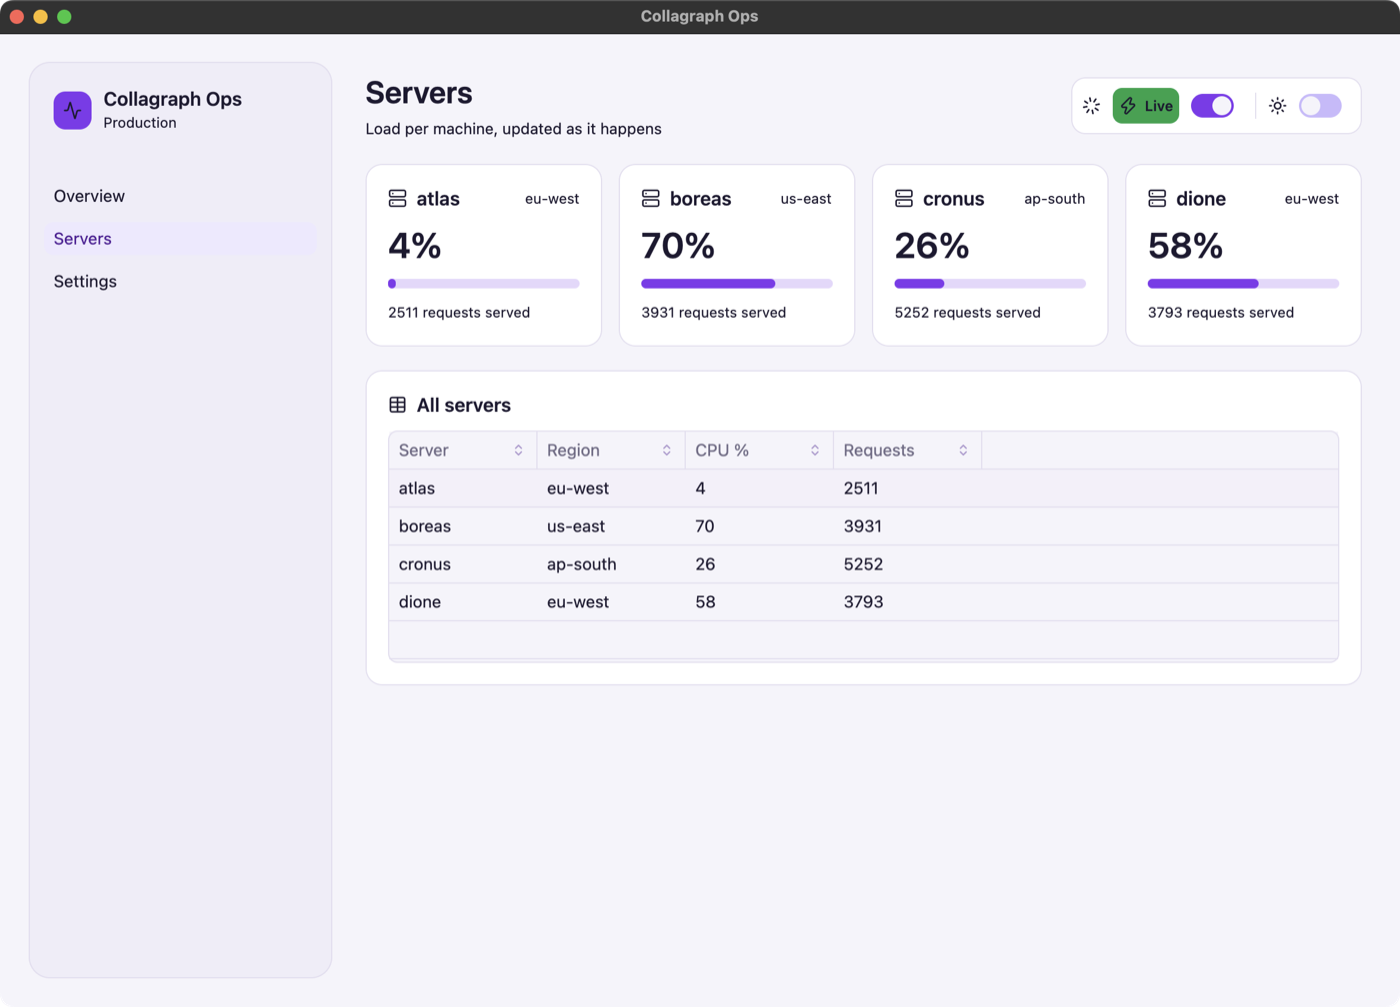 Collagraph Ops
Collagraph Ops
Production
Overview
Servers
Settings
Servers
Load per machine, updated as it happens
Live
atlas eu-west
4%
2511 requests served
boreas us-east
70%
3931 requests served
cronus ap-south
26%
5252 requests served
dione eu-west
58%
3793 requests served
All servers
Server Region CPU % Requests
atlas eu-west 4 2511
boreas us-east 70 3931
cronus ap-south 26 5252
dione eu-west 58 3793